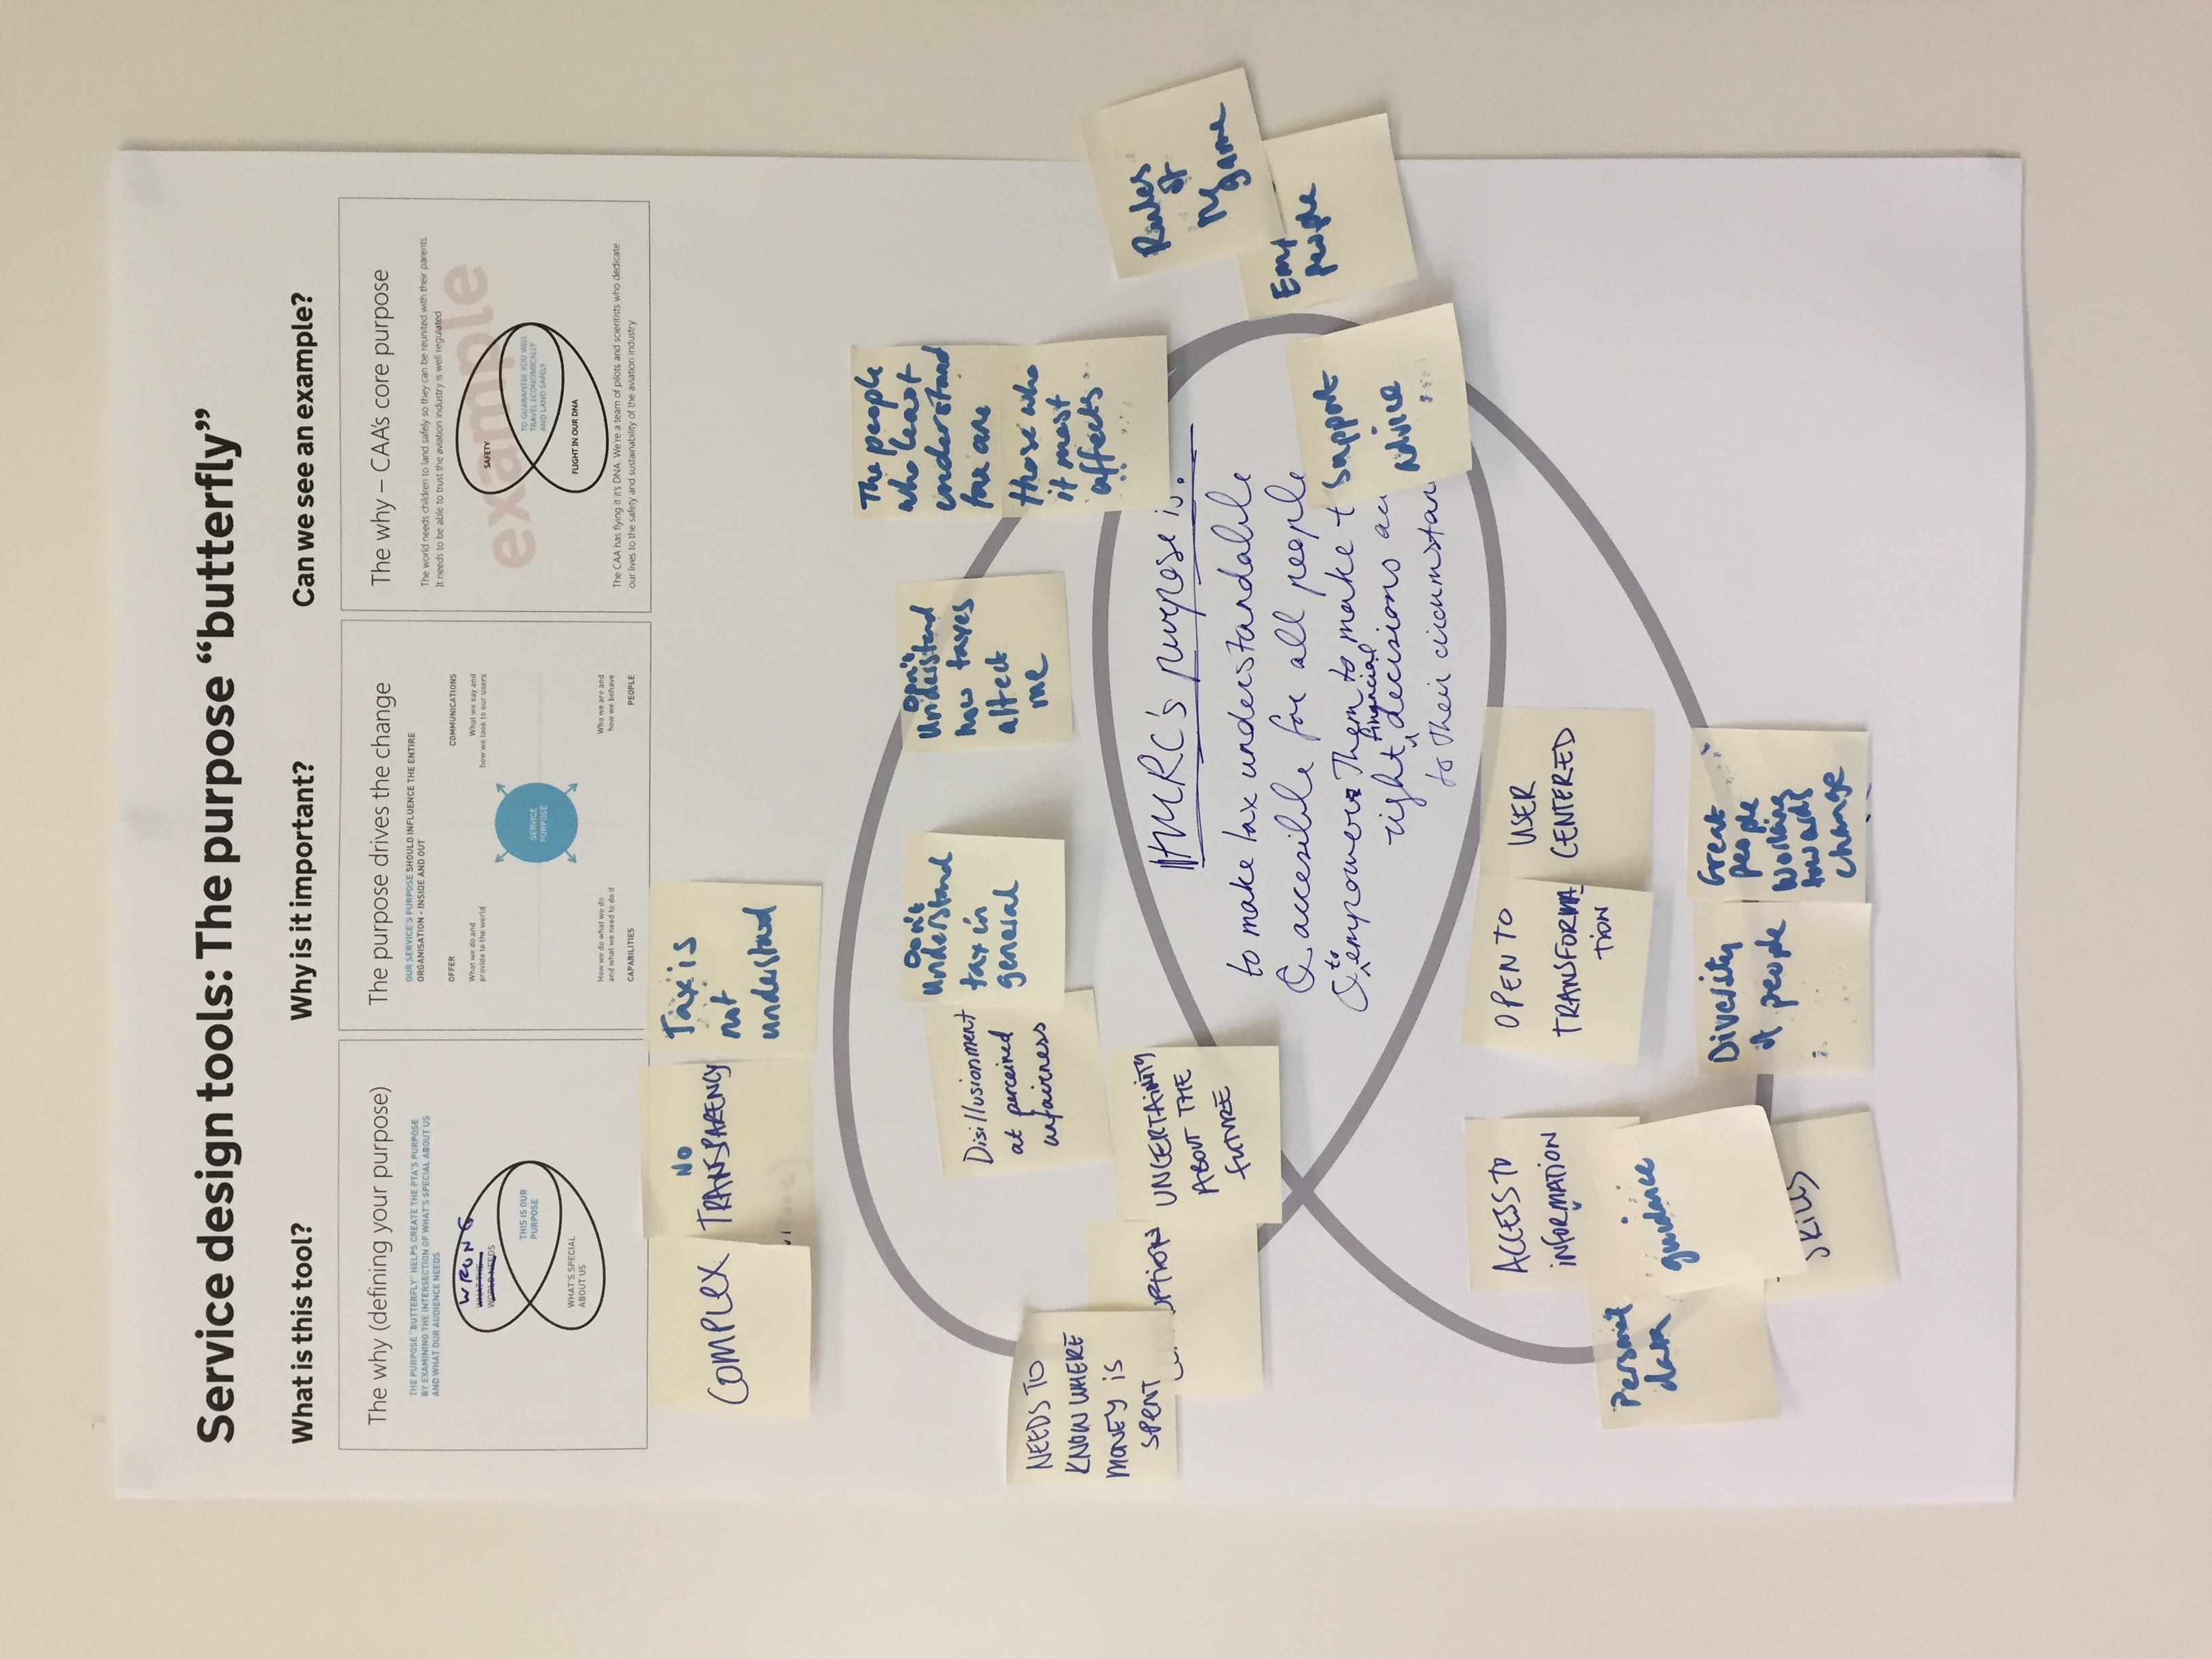 Service design tools: The purpose “butterfly”
What is this tool?
The why (defining your purpose)
THE PURPOSE “BUTTERFLY” HELPS CREATE THE PTA'S PURPOSE
BY EXAMINING THE INTERSECTION OF WHAT'S SPECIAL ABOUT US
AND WHAT OUR AUDIENCE NEEDS
WRONG
WHAT THE
WORLD NEEDS
THIS IS OUR
PURPOSE
WHAT'S SPECIAL
ABOUT US
Why is it important?
The purpose drives the change
OUR SERVICE'S PURPOSE SHOULD INFLUENCE THE ENTIRE
ORGANISATION - INSIDE AND OUT
OFFER
What we do and
provide to the world
COMMUNICATIONS
What we say and
how we look to our users
SERVICE
PURPOSE
How we do what we do
and what we need to do it
CAPABILITIES
Who we are and
how we behave
PEOPLE
Can we see an example?
The why – CAA's core purpose
The world needs children to land safely so they can be reunited with their parents
It needs to be able to trust the aviation industry is well regulated
example
SAFETY
TO GUARANTEE YOU WILL
TRAVEL ECONOMICALLY
AND LAND SAFELY
FLIGHT IN OUR DNA
The CAA has flying it it's DNA. We're a team of pilots and scientists who dedicate
our lives to the safety and sustainability of the aviation industry
COMPLEX
NO
TRANSPARENCY
Tax is
not
understood
Disillusionment
at perceived
unfairness
Don't
understand
tax in
general
Don't
Understand
how taxes
affect
me
The people
who least
understand
tax are
those who
it most
affects
NEEDS TO
KNOW WHERE
MONEY is
SPENT
UNCERTAINITY
ABOUT THE
FUTURE
HMRC's purpose is.
to make tax understandable
& accesible for all people
& to empower them to make
right financial decisions
to their
Support
advice
Rules
of
game
people
ACCESS TO
INFORMATION
guidance
Personal
data
SKILLS
OPEN TO
TRANSFORMA-
TION
USER
CENTERED
Diversity
of people
Great
people
working
towards
change